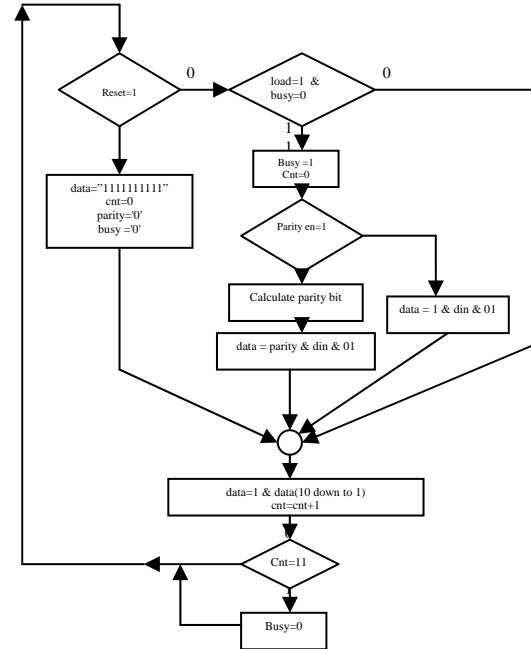 Reset=1
0
load=1 &
busy=0
0
1
1
Busy =1
Cnt=0
data=”1111111111”
cnt=0
parity='0'
busy ='0'
Parity en=1
Calculate parity bit
data = 1 & din & 01
data = parity & din & 01
data=1 & data(10 down to 1)
cnt=cnt+1
Cnt=11
Busy=0